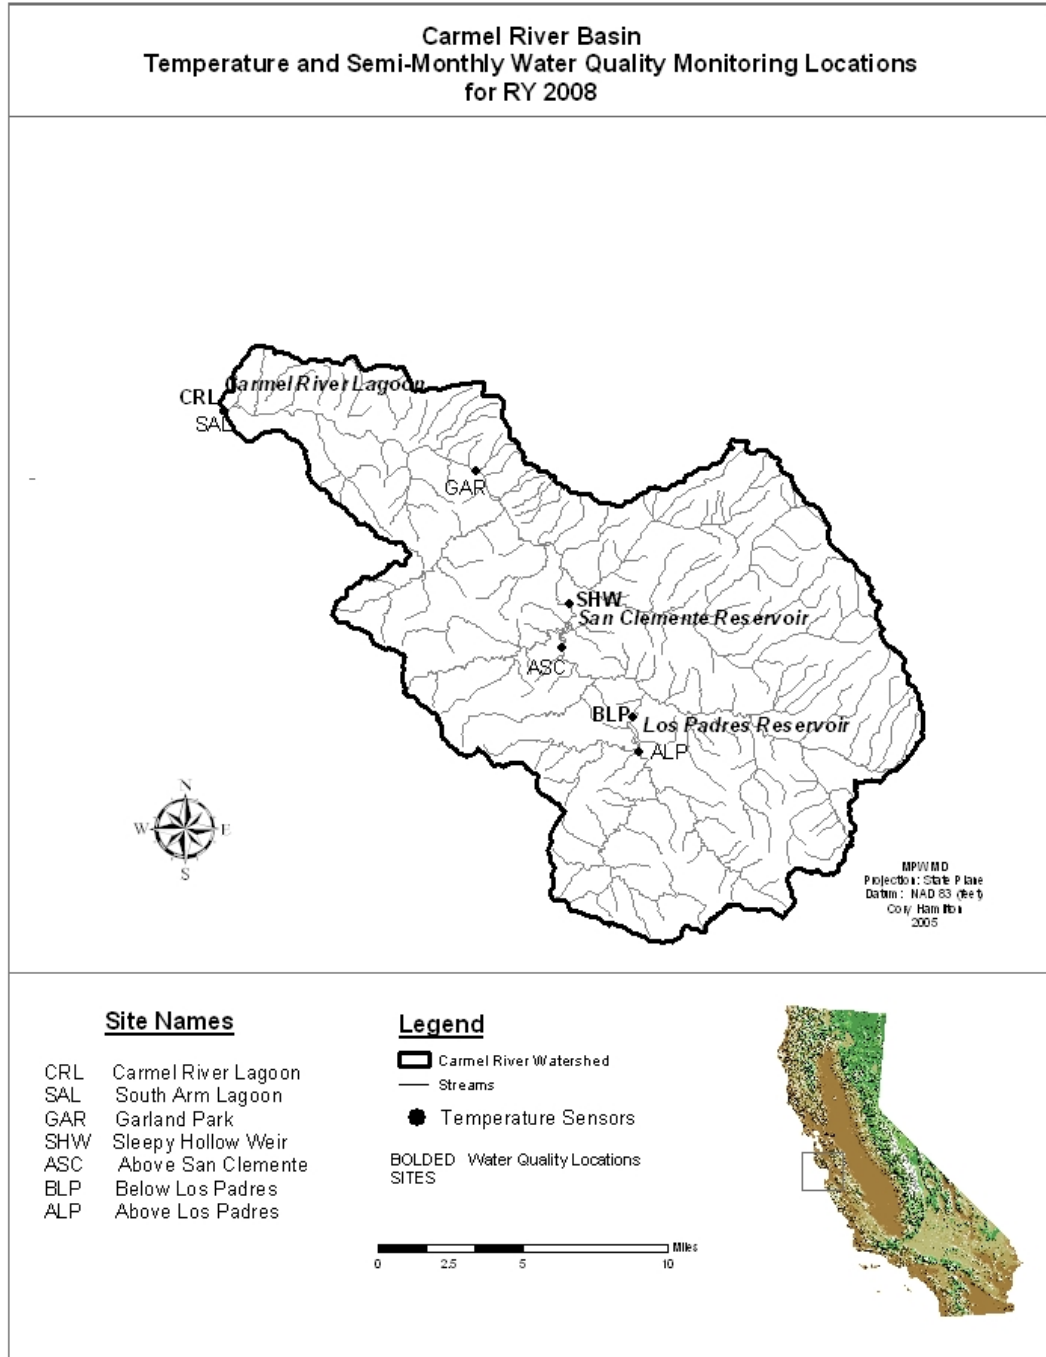 Carmel River Basin
Temperature and Semi-Monthly Water Quality Monitoring Locations
for RY 2008
Carmel River Lagoon
CRL
SAL
GAR
SHW
San Clemente Reservoir
ASC
BLP
Los Padres Reservoir
ALP
N
W E
S
MPWMD
Projection: State Plane
Datum: NAD 83 (feet)
Cory Hamilton
2005
Site Names
CRL Carmel River Lagoon
SAL South Arm Lagoon
GAR Garland Park
SHW Sleepy Hollow Weir
ASC Above San Clemente
BLP Below Los Padres
ALP Above Los Padres
Legend
Carmel River Watershed
Streams
Temperature Sensors
BOLDED Water Quality Locations
SITES
Miles
0 2.5 5 10